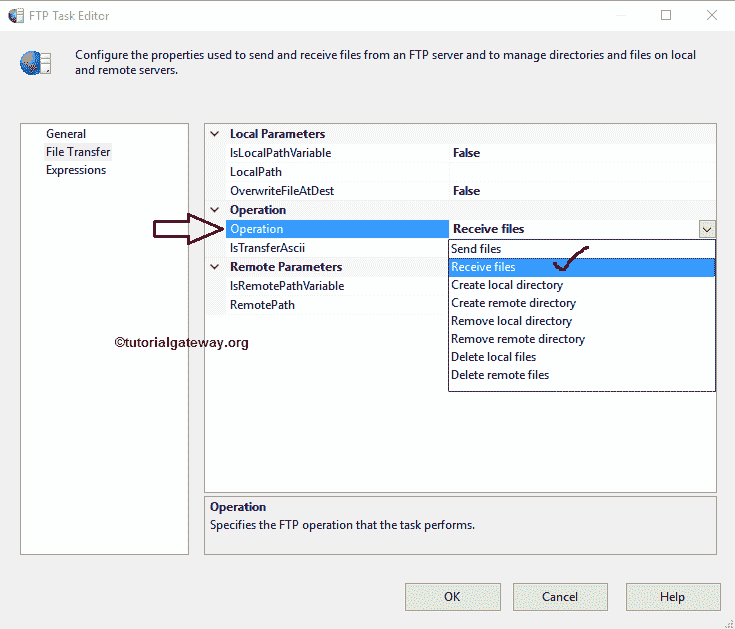 FTP Task Editor
Configure the properties used to send and receive files from an FTP server and to manage directories and files on local
and remote servers.
General
File Transfer
Expressions
Local Parameters
IsLocalPathVariable False
LocalPath
OverwriteFileAtDest False
Operation
Operation Receive files
IsTransferAscii
Remote Parameters
IsRemotePathVariable
RemotePath
Send files
Receive files
Create local directory
Create remote directory
Remove local directory
Remove remote directory
Delete local files
Delete remote files
©tutorialgateway.org
Operation
Specifies the FTP operation that the task performs.
OK Cancel Help